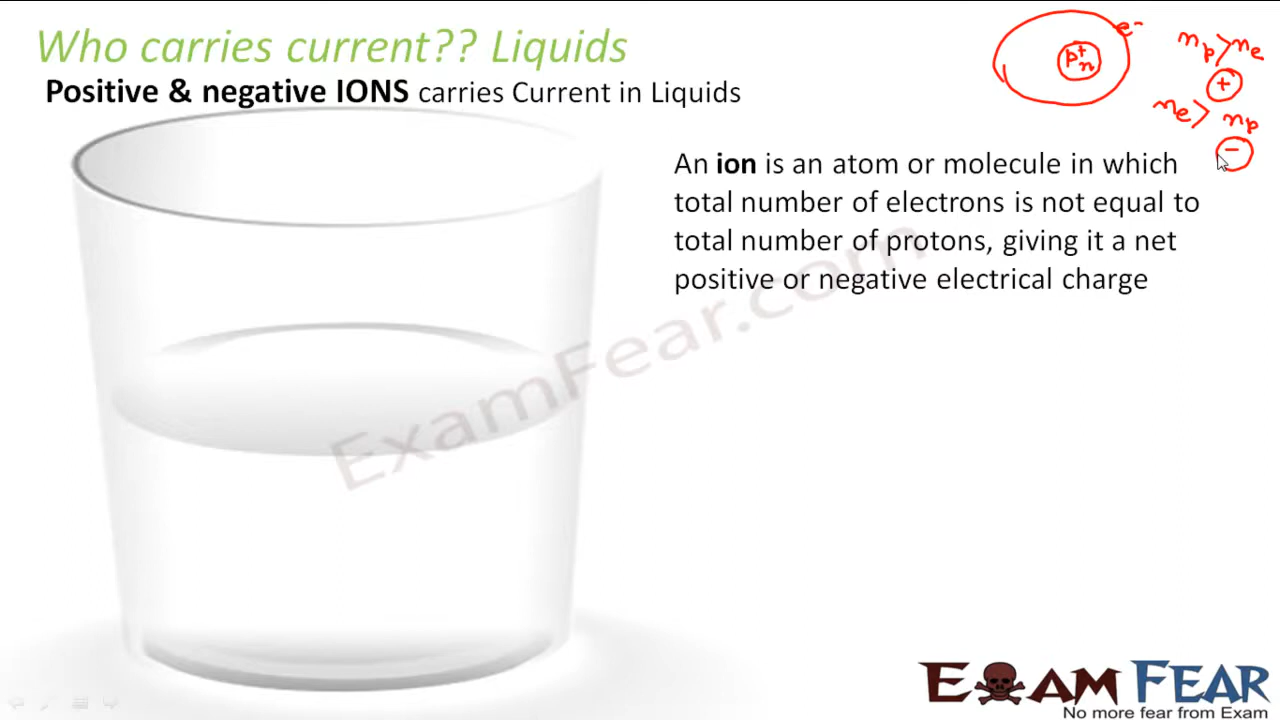 Who carries current?? Liquids
Positive & negative IONS carries Current in Liquids
e⁻
p⁺
n
np > ne
+
ne > np
−
An ion is an atom or molecule in which
total number of electrons is not equal to
total number of protons, giving it a net
positive or negative electrical charge
ExamFear.com
EXAM FEAR
No more fear from Exam